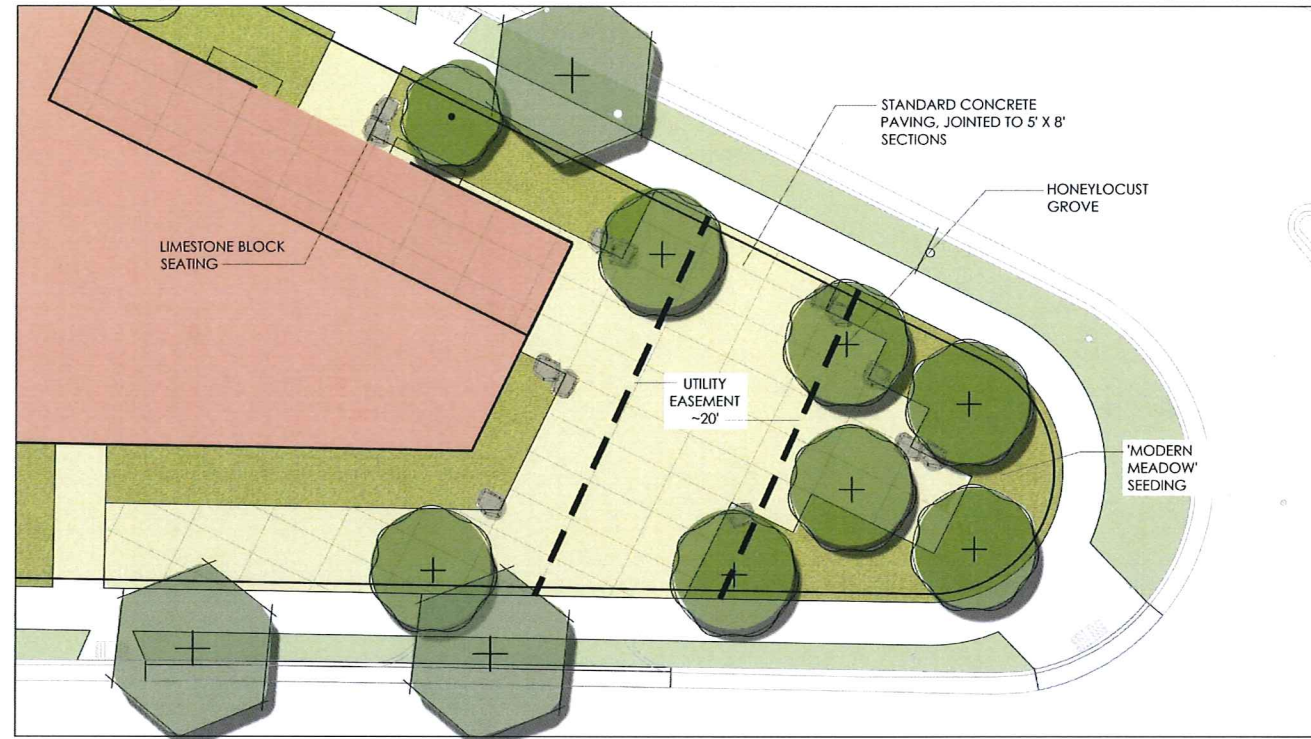 STANDARD CONCRETE
PAVING, JOINTED TO 5' X 8'
SECTIONS
HONEYLOCUST
GROVE
LIMESTONE BLOCK
SEATING
UTILITY
EASEMENT
~20'
'MODERN
MEADOW'
SEEDING